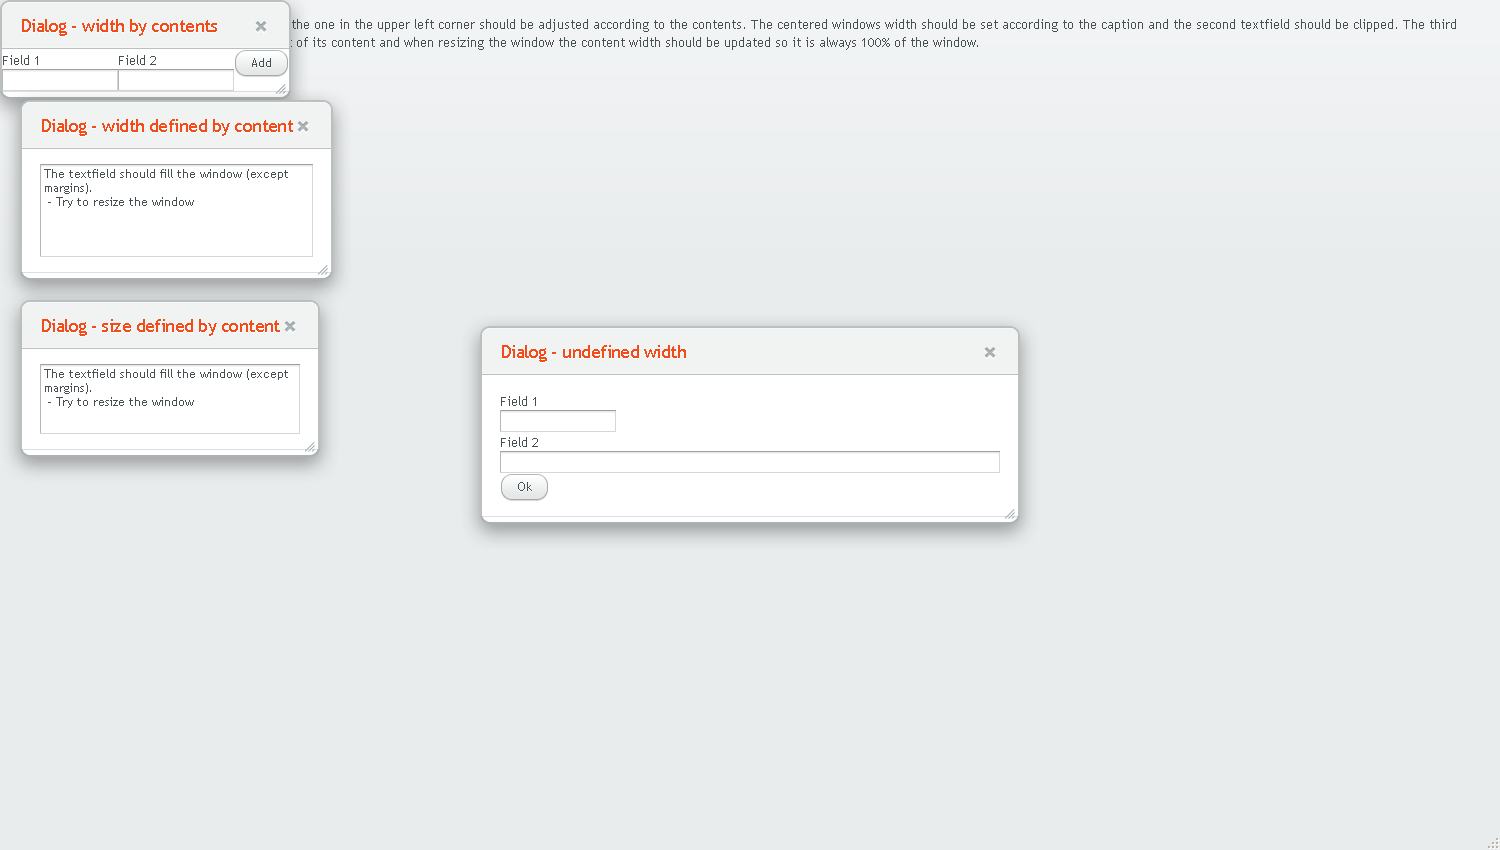 Dialog - width by contents
the one in the upper left corner should be adjusted according to the contents. The centered windows width should be set according to the caption and the second textfield should be clipped. The third
of its content and when resizing the window the content width should be updated so it is always 100% of the window.
Field 1 Field 2 Add
Dialog - width defined by content
The textfield should fill the window (except
margins).
- Try to resize the window
Dialog - size defined by content
The textfield should fill the window (except
margins).
- Try to resize the window
Dialog - undefined width
Field 1
Field 2
Ok